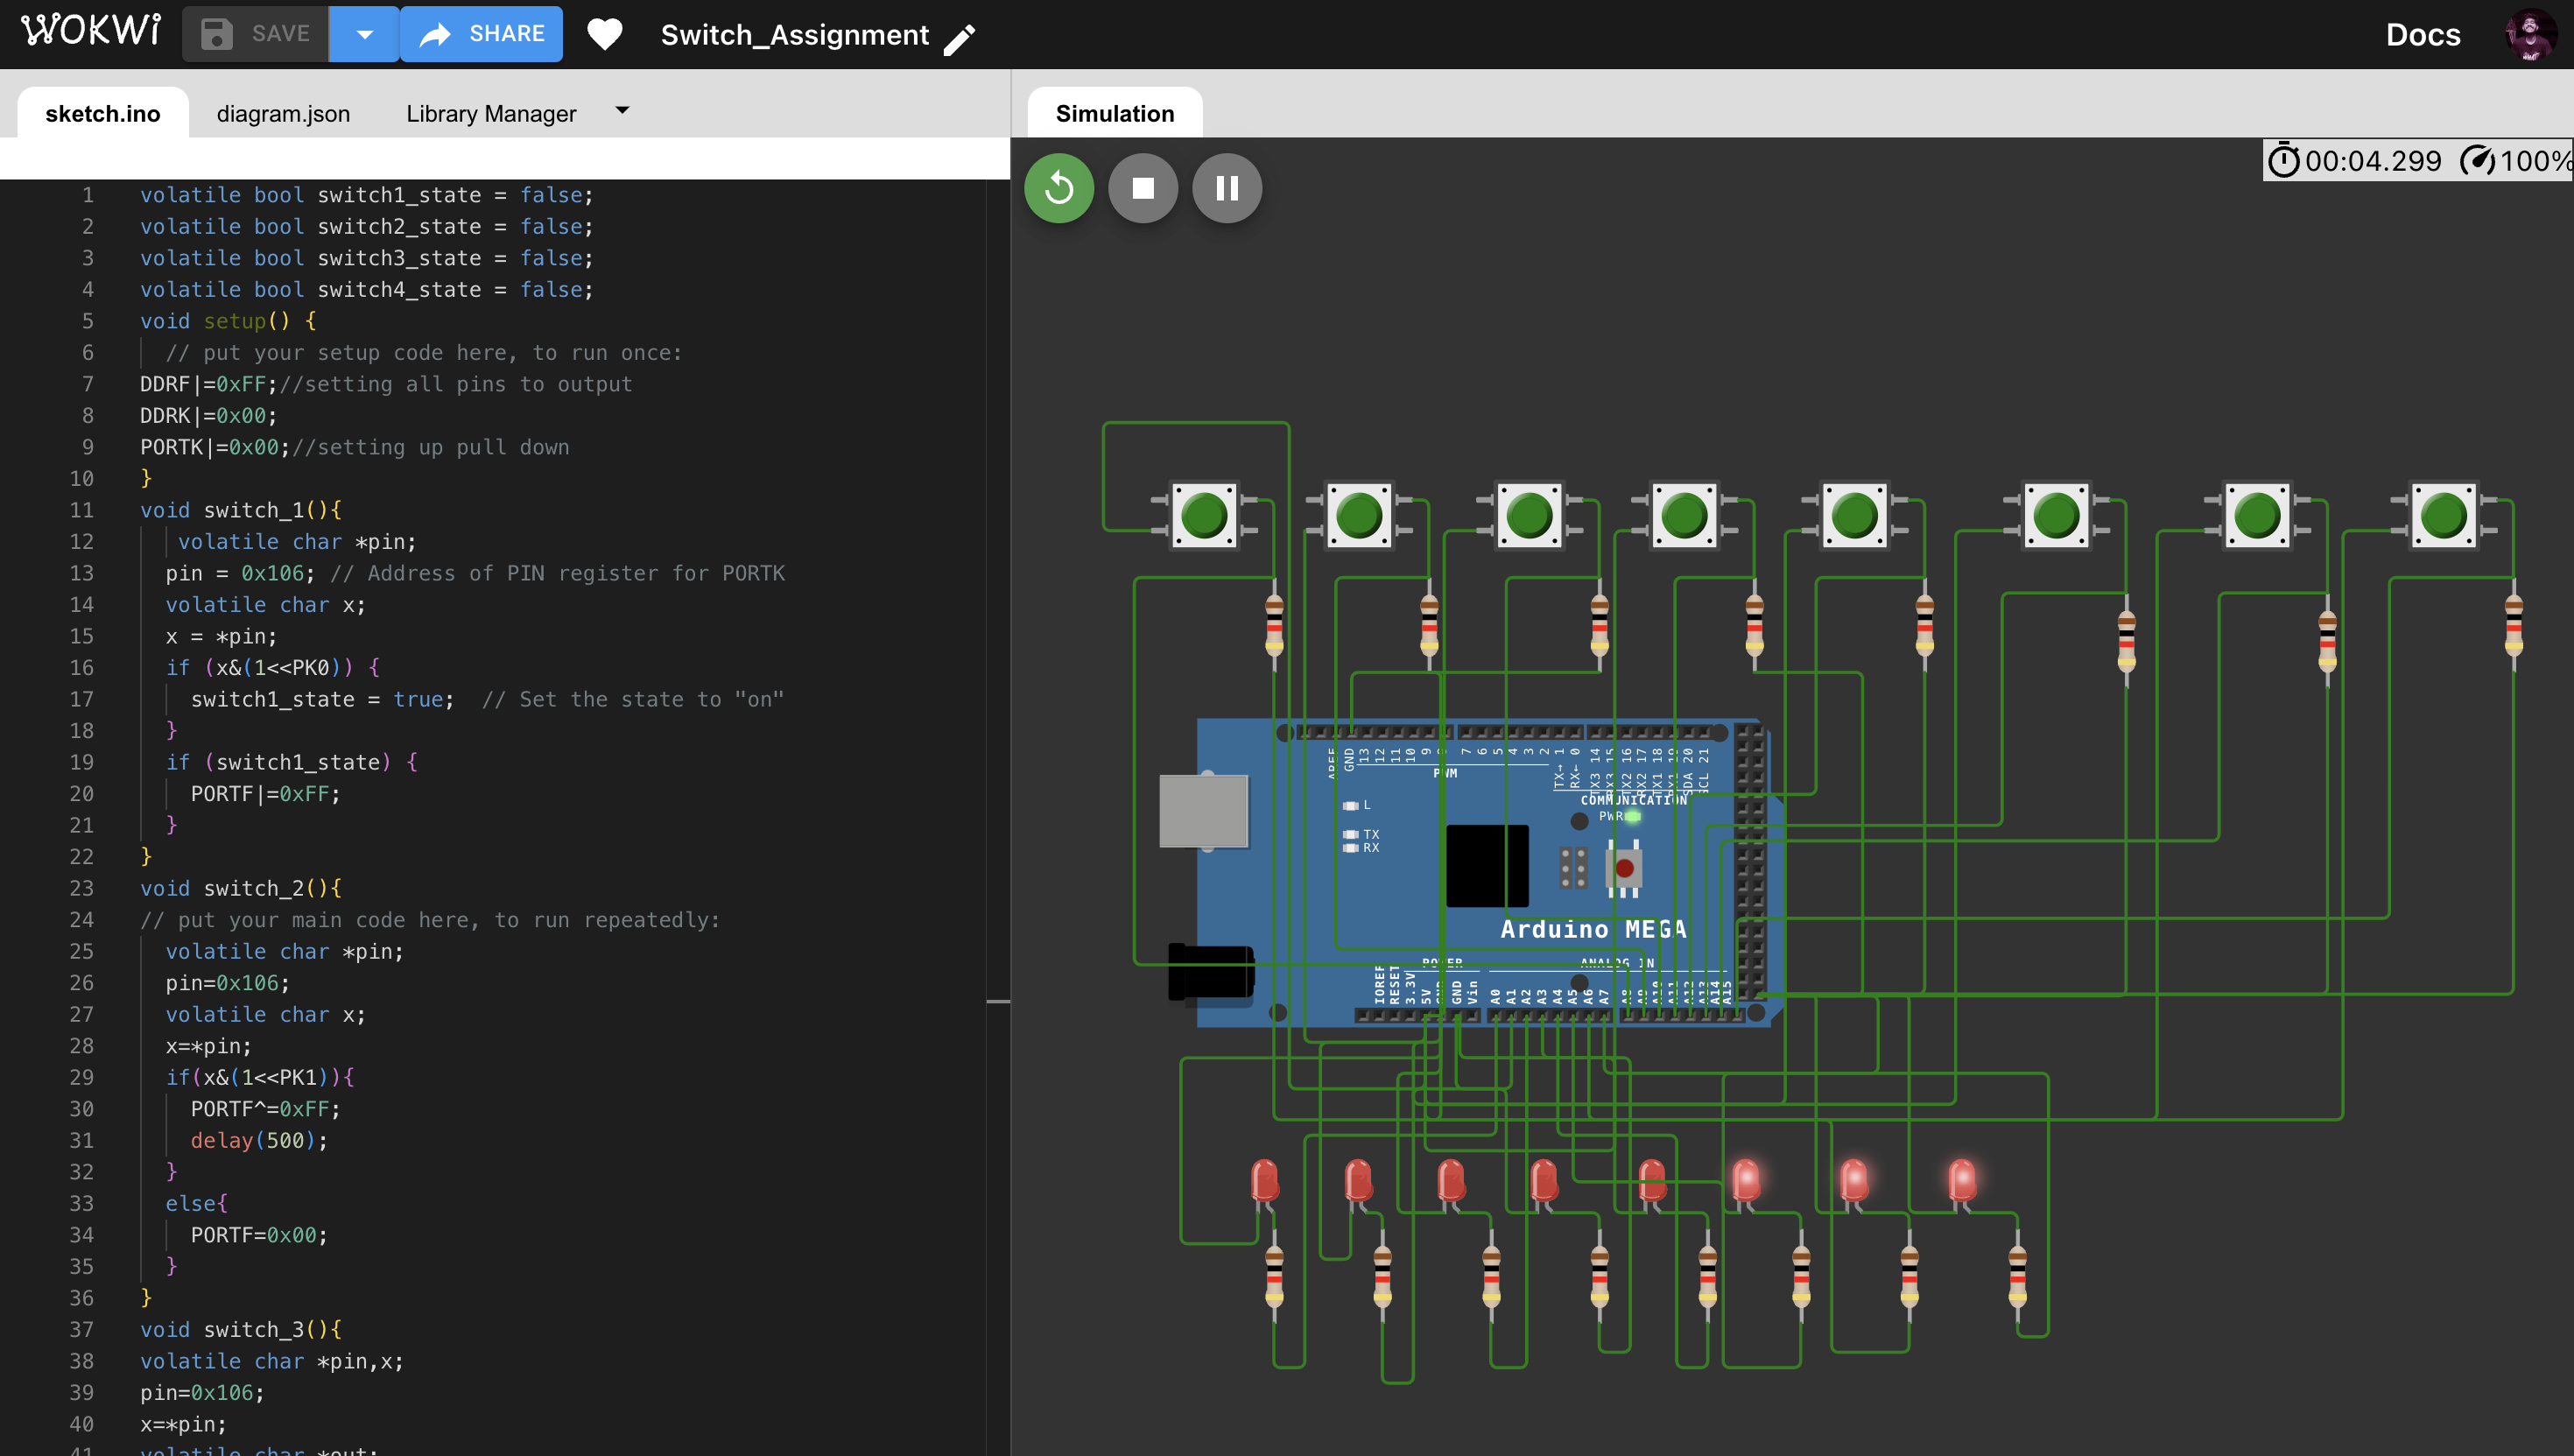 WOKWi
SAVE
SHARE
Switch_Assignment
Docs
sketch.ino
diagram.json
Library Manager
Simulation
00:04.299
100%
1 volatile bool switch1_state = false;
2 volatile bool switch2_state = false;
3 volatile bool switch3_state = false;
4 volatile bool switch4_state = false;
5 void setup() {
6 // put your setup code here, to run once:
7 DDRF|=0xFF;//setting all pins to output
8 DDRK|=0x00;
9 PORTK|=0x00;//setting up pull down
10 }
11 void switch_1(){
12 volatile char *pin;
13 pin = 0x106; // Address of PIN register for PORTK
14 volatile char x;
15 x = *pin;
16 if (x&(1<<PK0)) {
17 switch1_state = true;  // Set the state to "on"
18 }
19 if (switch1_state) {
20 PORTF|=0xFF;
21 }
22 }
23 void switch_2(){
24 // put your main code here, to run repeatedly:
25 volatile char *pin;
26 pin=0x106;
27 volatile char x;
28 x=*pin;
29 if(x&(1<<PK1)){
30 PORTF^=0xFF;
31 delay(500);
32 }
33 else{
34 PORTF=0x00;
35 }
36 }
37 void switch_3(){
38 volatile char *pin,x;
39 pin=0x106;
40 x=*pin;
41 volatile char *out;
AREF GND 13 12 11 10 9 8 7 6 5 4 3 2 1 0 14 15 16 17 18 19 20 21
PWM
TX→ RX← TX3 RX3 TX2 RX2 TX1 RX1 SDA SCL
COMMUNICATION
PWR
L
TX
RX
Arduino MEGA
POWER
ANALOG IN
IOREF RESET 3.3V 5V GND GND Vin A0 A1 A2 A3 A4 A5 A6 A7 A8 A9 A10 A11 A12 A13 A14 A15